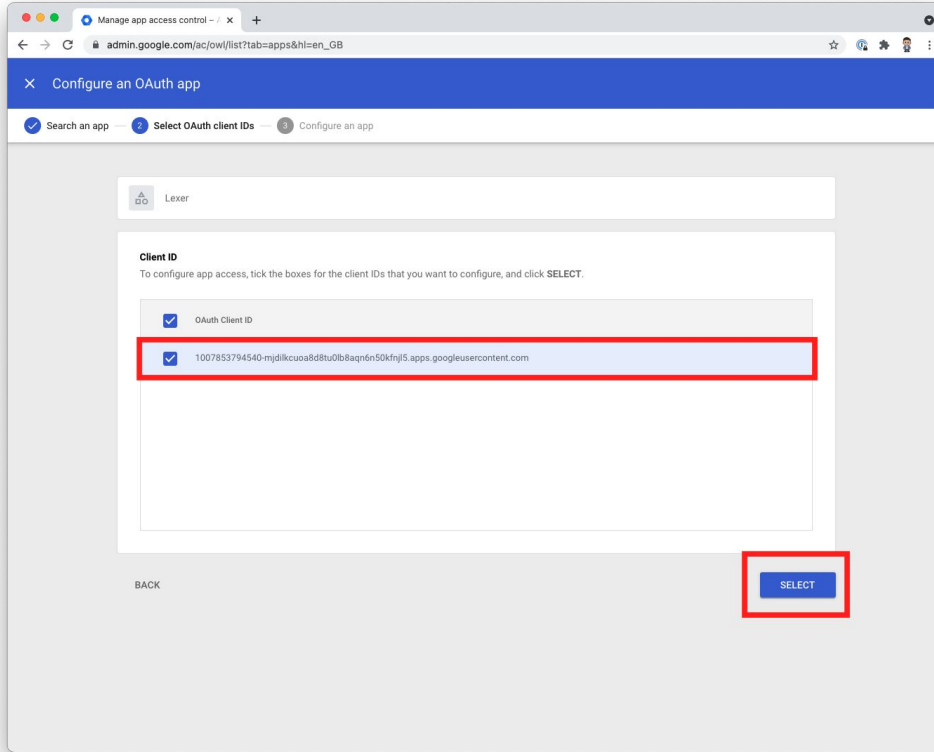 Manage app access control – A
admin.google.com/ac/owl/list?tab=apps&hl=en_GB
Configure an OAuth app
Search an app
2 Select OAuth client IDs
3 Configure an app
Lexer
Client ID
To configure app access, tick the boxes for the client IDs that you want to configure, and click SELECT.
OAuth Client ID
1007853794540-mjdilkcuoa8d8tu0lb8aqn6n50kfnjl5.apps.googleusercontent.com
BACK
SELECT